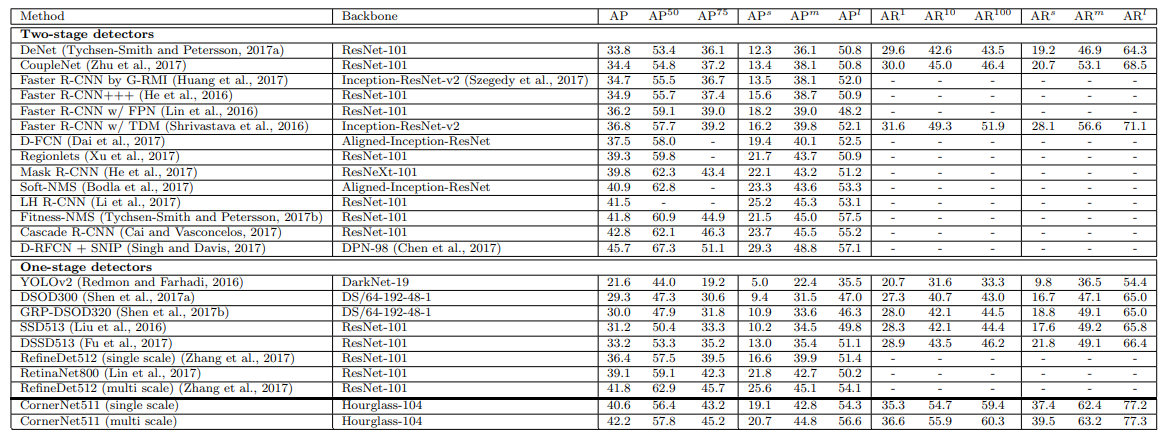 Method Backbone AP AP50 AP75 APs APm APl AR1 AR10 AR100 ARs ARm ARl
Two-stage detectors
DeNet (Tychsen-Smith and Petersson, 2017a) ResNet-101 33.8 53.4 36.1 12.3 36.1 50.8 29.6 42.6 43.5 19.2 46.9 64.3
CoupleNet (Zhu et al., 2017) ResNet-101 34.4 54.8 37.2 13.4 38.1 50.8 30.0 45.0 46.4 20.7 53.1 68.5
Faster R-CNN by G-RMI (Huang et al., 2017) Inception-ResNet-v2 (Szegedy et al., 2017) 34.7 55.5 36.7 13.5 38.1 52.0 - - - - - -
Faster R-CNN+++ (He et al., 2016) ResNet-101 34.9 55.7 37.4 15.6 38.7 50.9 - - - - - -
Faster R-CNN w/ FPN (Lin et al., 2016) ResNet-101 36.2 59.1 39.0 18.2 39.0 48.2 - - - - - -
Faster R-CNN w/ TDM (Shrivastava et al., 2016) Inception-ResNet-v2 36.8 57.7 39.2 16.2 39.8 52.1 31.6 49.3 51.9 28.1 56.6 71.1
D-FCN (Dai et al., 2017) Aligned-Inception-ResNet 37.5 58.0 - 19.4 40.1 52.5 - - - - - -
Regionlets (Xu et al., 2017) ResNet-101 39.3 59.8 - 21.7 43.7 50.9 - - - - - -
Mask R-CNN (He et al., 2017) ResNeXt-101 39.8 62.3 43.4 22.1 43.2 51.2 - - - - - -
Soft-NMS (Bodla et al., 2017) Aligned-Inception-ResNet 40.9 62.8 - 23.3 43.6 53.3 - - - - - -
LH R-CNN (Li et al., 2017) ResNet-101 41.5 - - 25.2 45.3 53.1 - - - - - -
Fitness-NMS (Tychsen-Smith and Petersson, 2017b) ResNet-101 41.8 60.9 44.9 21.5 45.0 57.5 - - - - - -
Cascade R-CNN (Cai and Vasconcelos, 2017) ResNet-101 42.8 62.1 46.3 23.7 45.5 55.2 - - - - - -
D-RFCN + SNIP (Singh and Davis, 2017) DPN-98 (Chen et al., 2017) 45.7 67.3 51.1 29.3 48.8 57.1 - - - - - -
One-stage detectors
YOLOv2 (Redmon and Farhadi, 2016) DarkNet-19 21.6 44.0 19.2 5.0 22.4 35.5 20.7 31.6 33.3 9.8 36.5 54.4
DSOD300 (Shen et al., 2017a) DS/64-192-48-1 29.3 47.3 30.6 9.4 31.5 47.0 27.3 40.7 43.0 16.7 47.1 65.0
GRP-DSOD320 (Shen et al., 2017b) DS/64-192-48-1 30.0 47.9 31.8 10.9 33.6 46.3 28.0 42.1 44.5 18.8 49.1 65.0
SSD513 (Liu et al., 2016) ResNet-101 31.2 50.4 33.3 10.2 34.5 49.8 28.3 42.1 44.4 17.6 49.2 65.8
DSSD513 (Fu et al., 2017) ResNet-101 33.2 53.3 35.2 13.0 35.4 51.1 28.9 43.5 46.2 21.8 49.1 66.4
RefineDet512 (single scale) (Zhang et al., 2017) ResNet-101 36.4 57.5 39.5 16.6 39.9 51.4 - - - - - -
RetinaNet800 (Lin et al., 2017) ResNet-101 39.1 59.1 42.3 21.8 42.7 50.2 - - - - - -
RefineDet512 (multi scale) (Zhang et al., 2017) ResNet-101 41.8 62.9 45.7 25.6 45.1 54.1 - - - - - -
CornerNet511 (single scale) Hourglass-104 40.6 56.4 43.2 19.1 42.8 54.3 35.3 54.7 59.4 37.4 62.4 77.2
CornerNet511 (multi scale) Hourglass-104 42.2 57.8 45.2 20.7 44.8 56.6 36.6 55.9 60.3 39.5 63.2 77.3